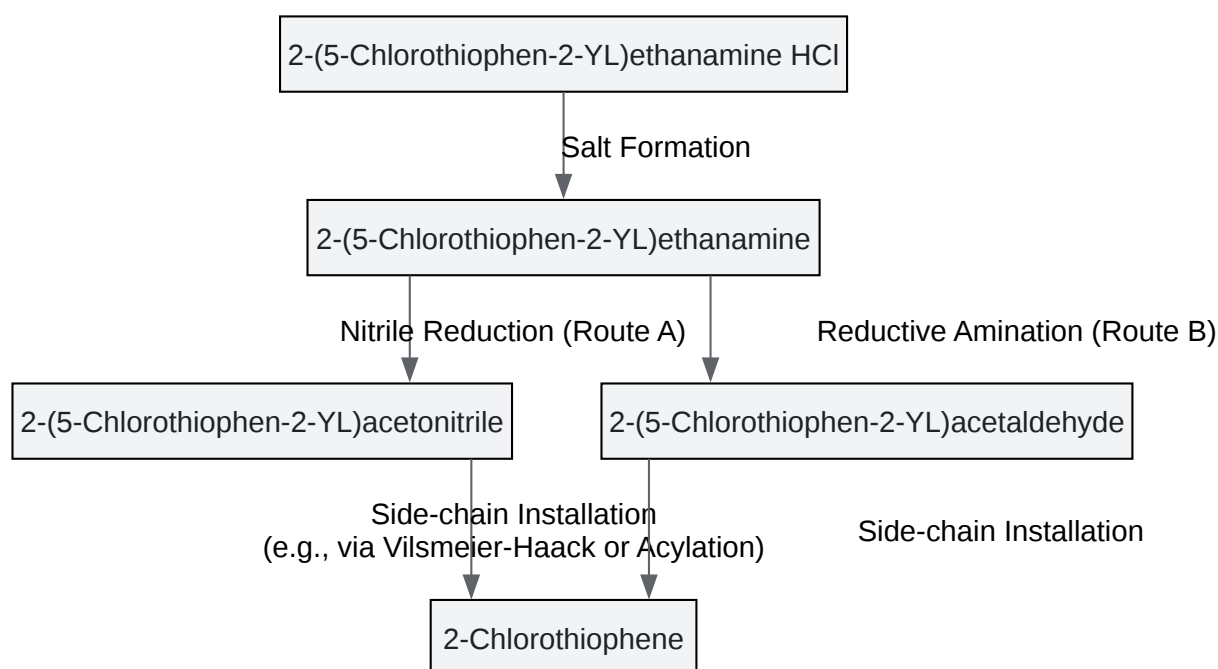 2-(5-Chlorothiophen-2-YL)ethanamine HCl
Salt Formation
2-(5-Chlorothiophen-2-YL)ethanamine
Nitrile Reduction (Route A)
Reductive Amination (Route B)
2-(5-Chlorothiophen-2-YL)acetonitrile
2-(5-Chlorothiophen-2-YL)acetaldehyde
Side-chain Installation
(e.g., via Vilsmeier-Haack or Acylation)
Side-chain Installation
2-Chlorothiophene